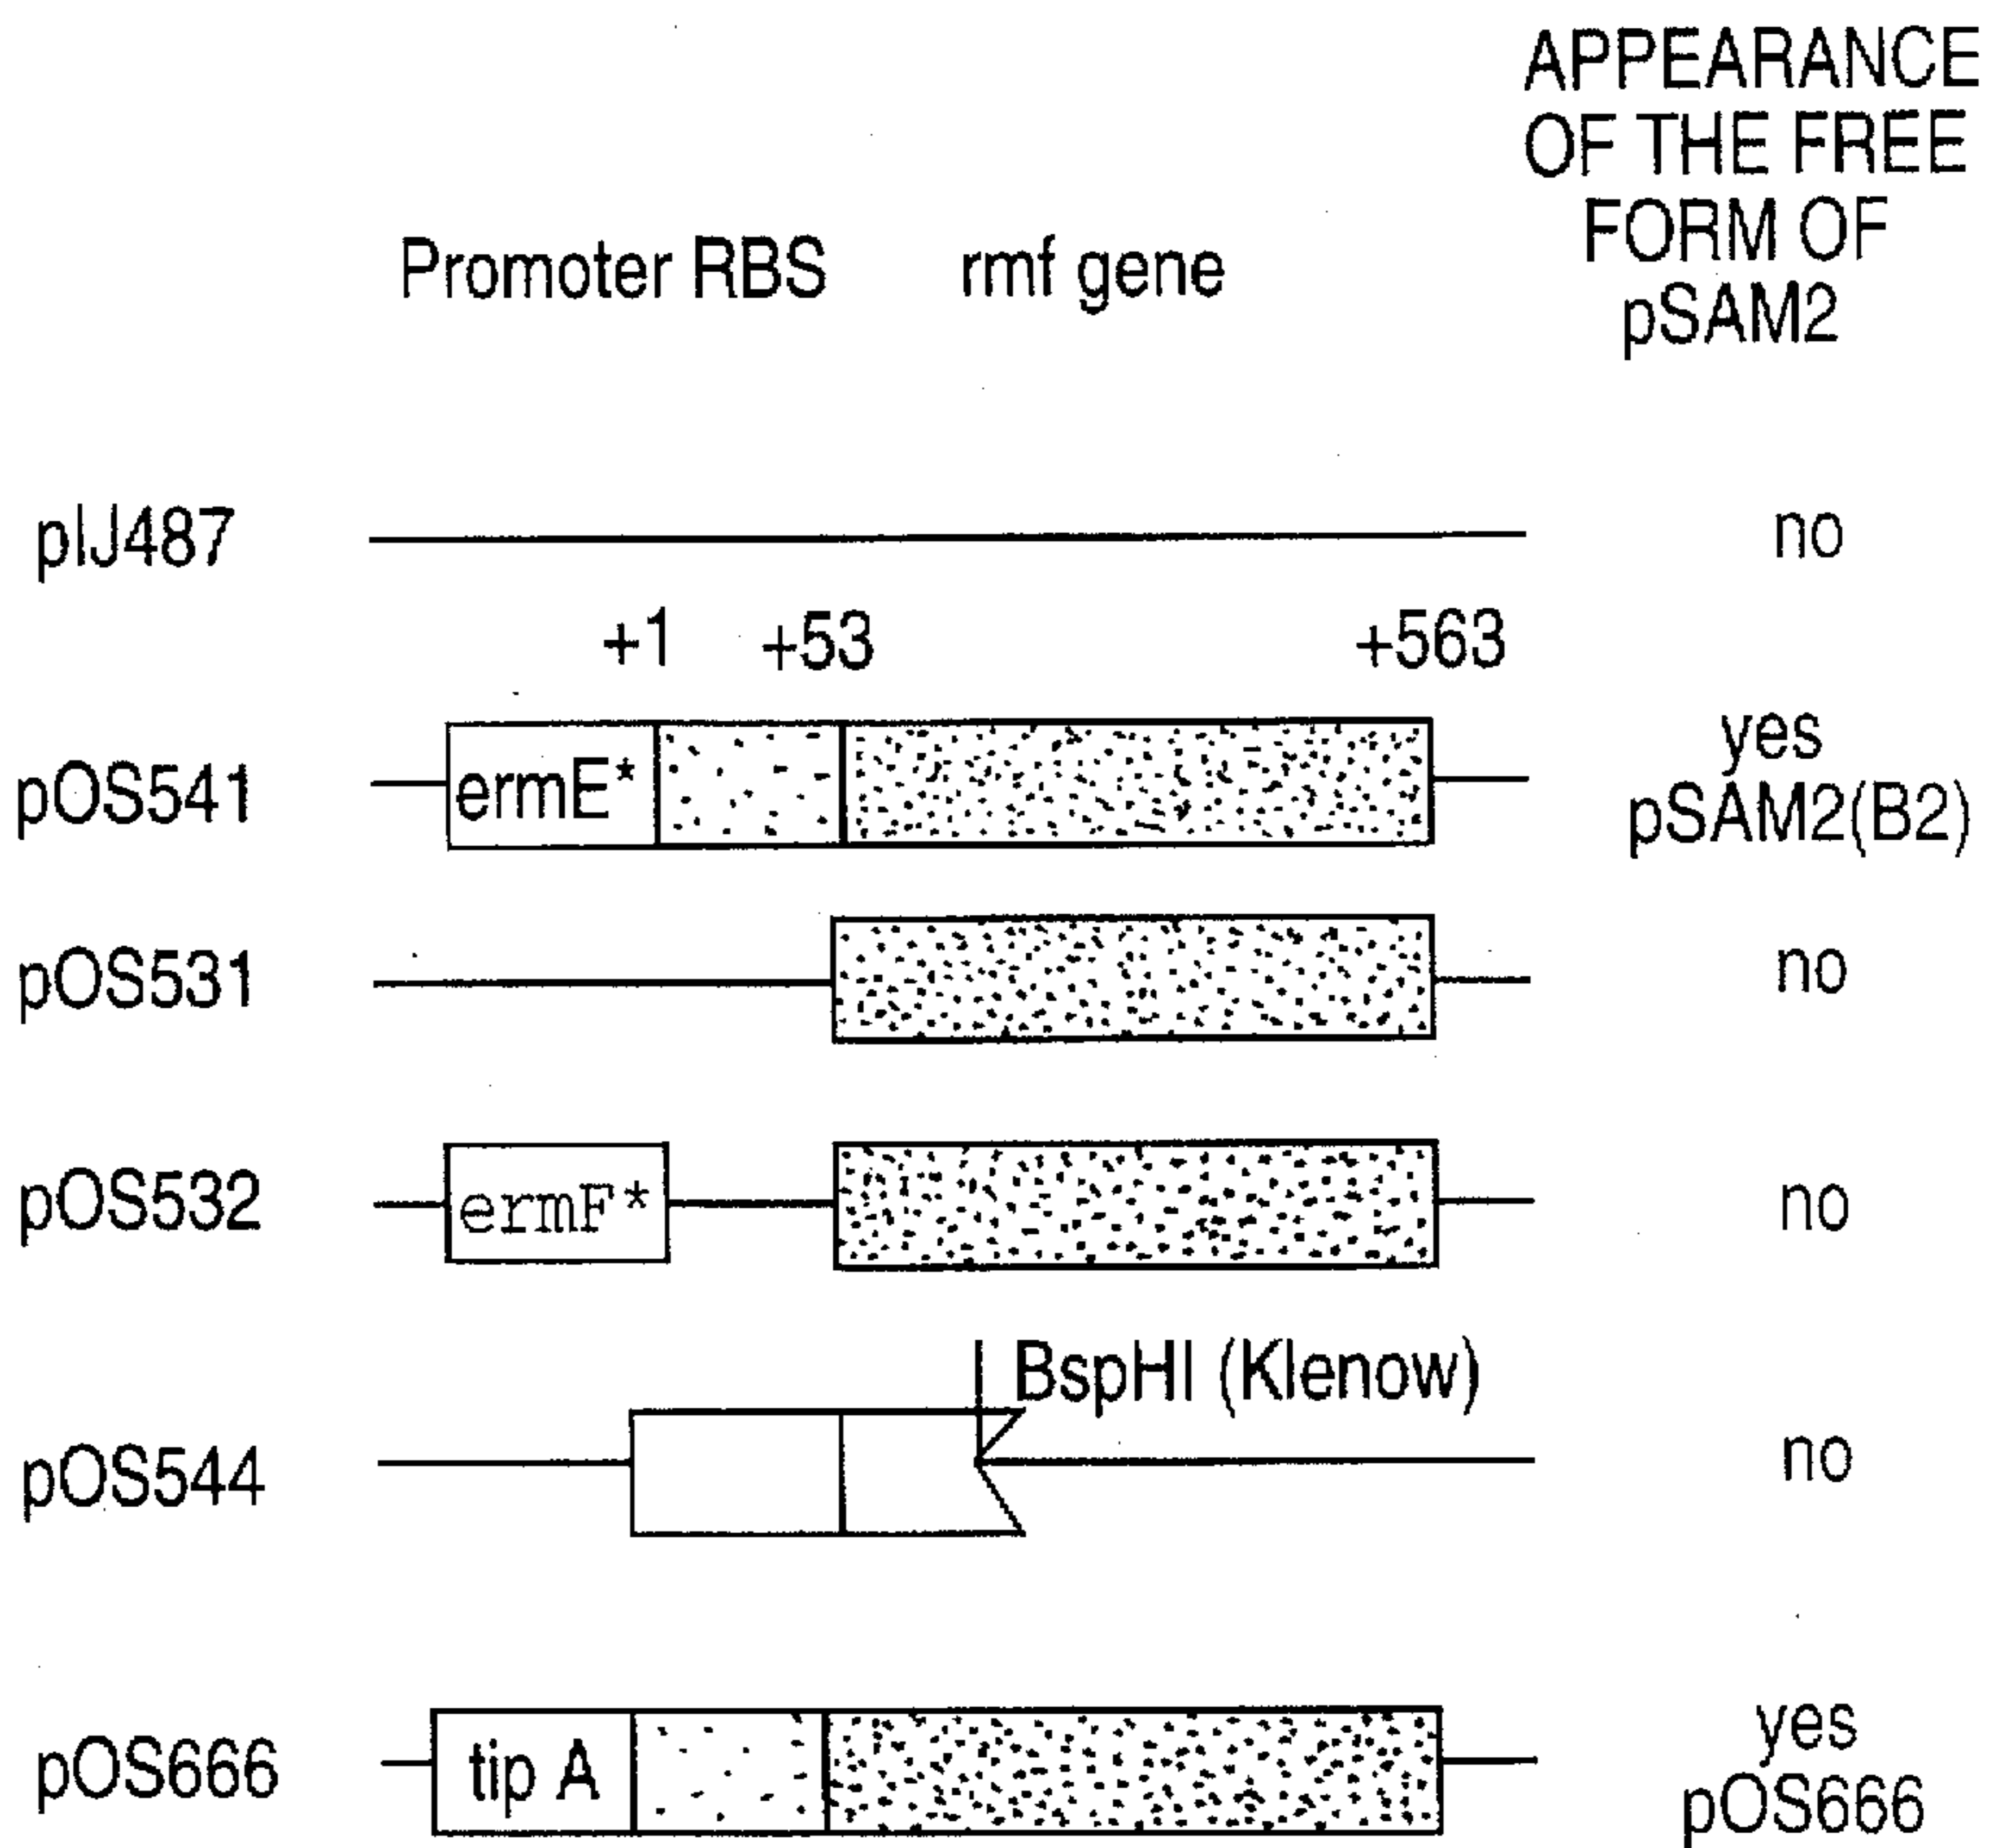 APPEARANCE
OF THE FREE
FORM OF
pSAM2
Promoter RBS rmf gene
pIJ487 no
+1 +53 +563
pOS541 ermE* yes
pSAM2(B2)
pOS531 no
pOS532 ermF* no
BspHI (Klenow)
pOS544 no
pOS666 tip A yes
pOS666